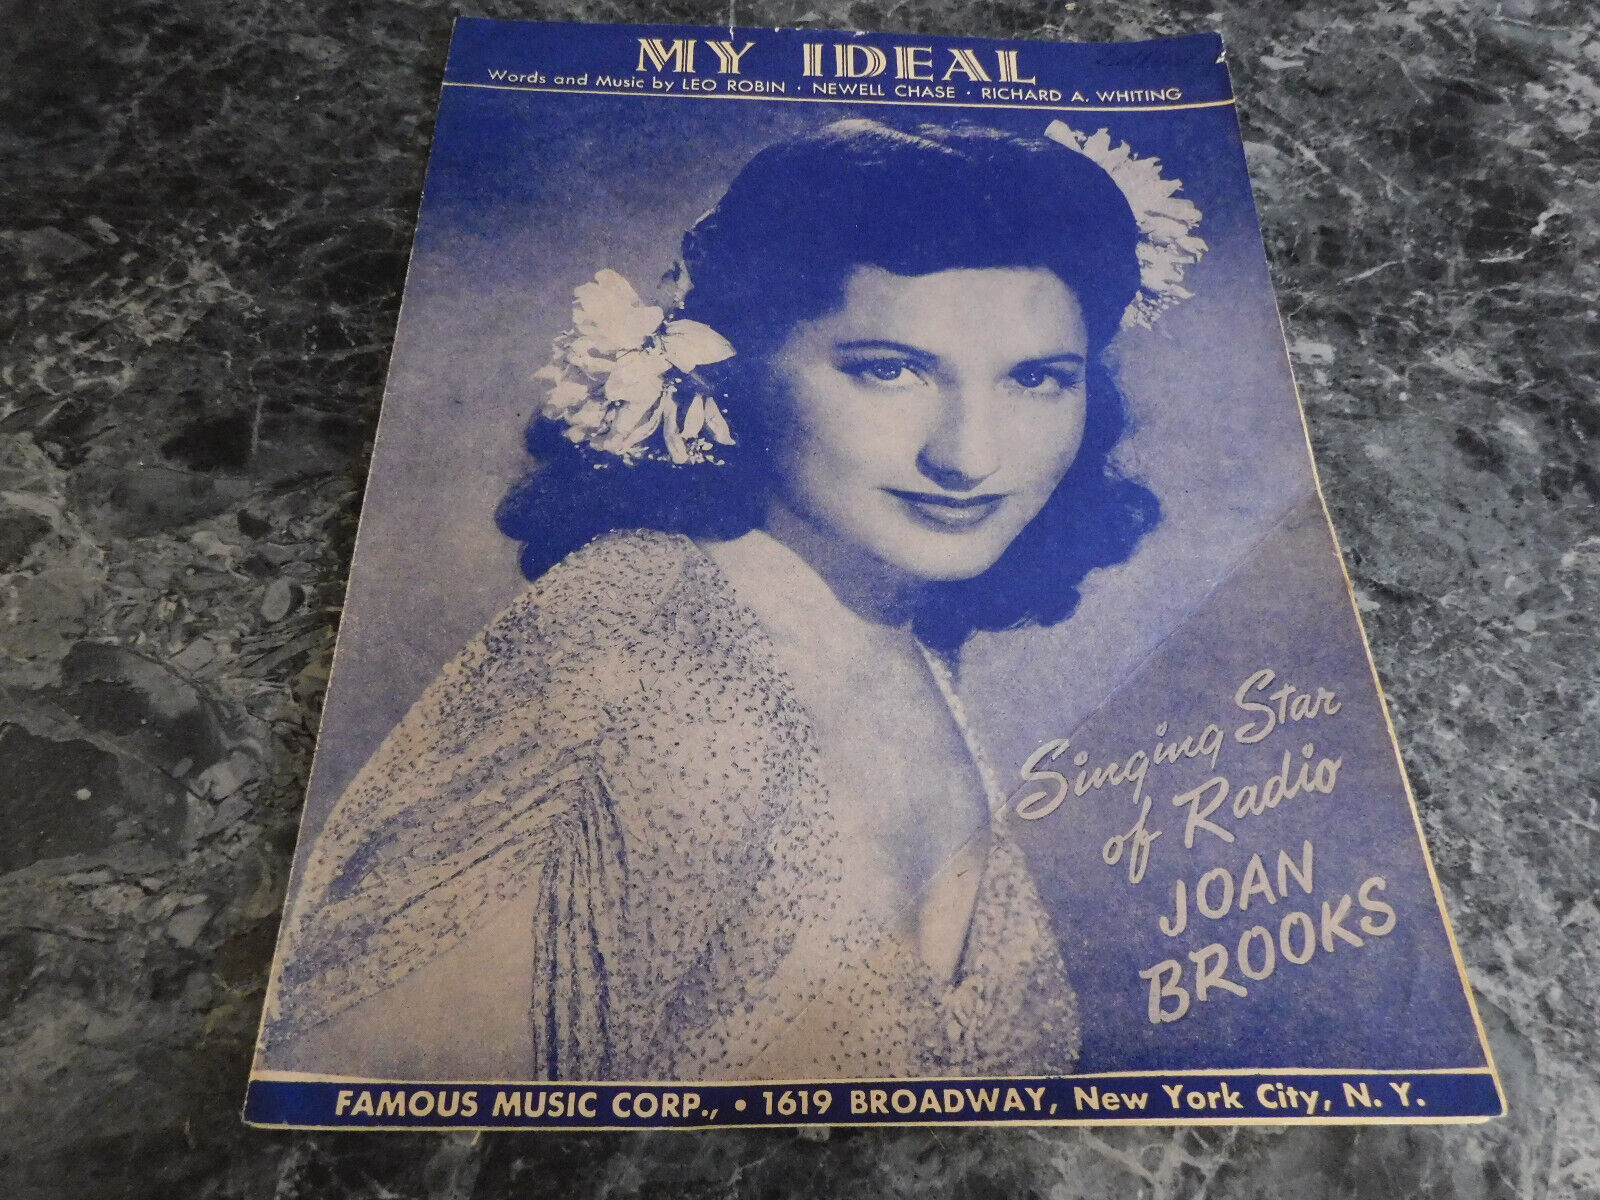 MY IDEAL
Words and Music by LEO ROBIN • NEWELL CHASE • RICHARD A. WHITING
Singing Star
of Radio
JOAN
BROOKS
FAMOUS MUSIC CORP., • 1619 BROADWAY, New York City, N. Y.